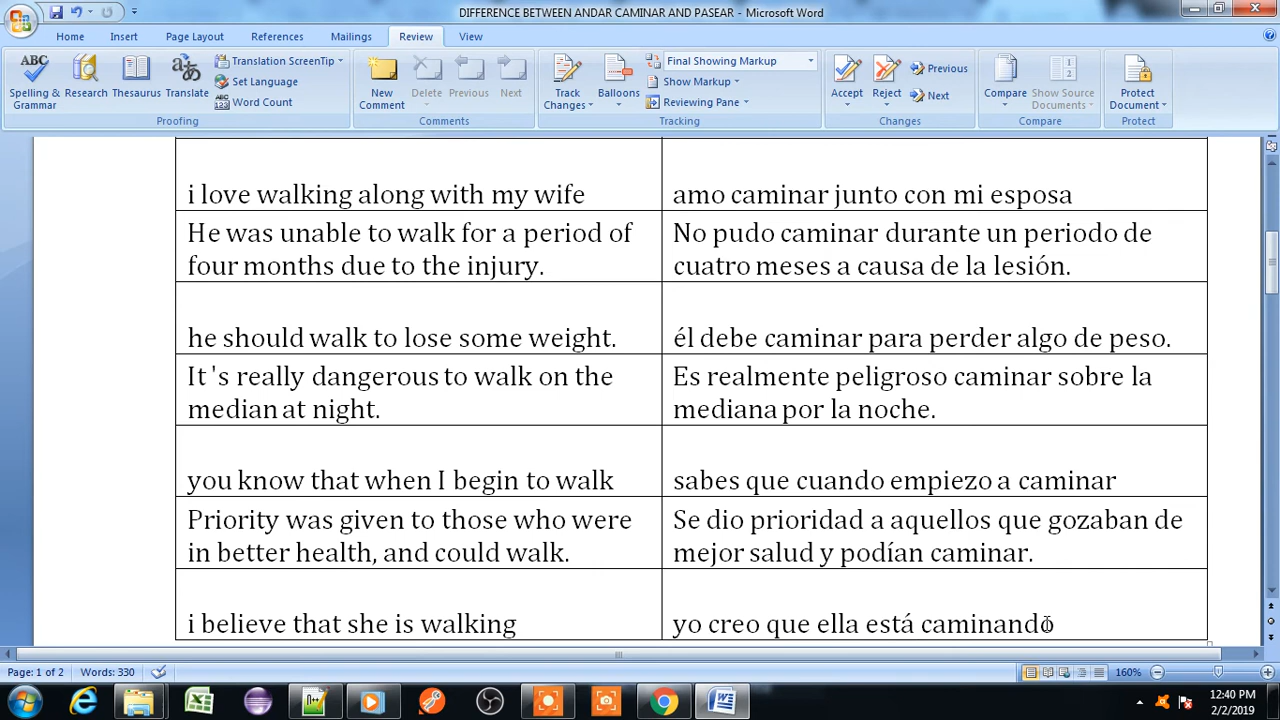 DIFFERENCE BETWEEN ANDAR CAMINAR AND PASEAR - Microsoft Word
Home Insert Page Layout References Mailings Review View
ABC Spelling & Grammar
Research
Thesaurus
Translate
Translation ScreenTip
Set Language
ABC 123 Word Count
Proofing
New Comment
Delete
Previous
Next
Comments
Track Changes
Balloons
Final Showing Markup
Show Markup
Reviewing Pane
Tracking
Accept
Reject
Previous
Next
Changes
Compare
Show Source Documents
Compare
Protect Document
Protect
i love walking along with my wife
amo caminar junto con mi esposa
He was unable to walk for a period of
four months due to the injury.
No pudo caminar durante un periodo de
cuatro meses a causa de la lesión.
he should walk to lose some weight.
él debe caminar para perder algo de peso.
It 's really dangerous to walk on the
median at night.
Es realmente peligroso caminar sobre la
mediana por la noche.
you know that when I begin to walk
sabes que cuando empiezo a caminar
Priority was given to those who were
in better health, and could walk.
Se dio prioridad a aquellos que gozaban de
mejor salud y podían caminar.
i believe that she is walking
yo creo que ella está caminando
Page: 1 of 2 Words: 330
160%
12:40 PM
2/2/2019